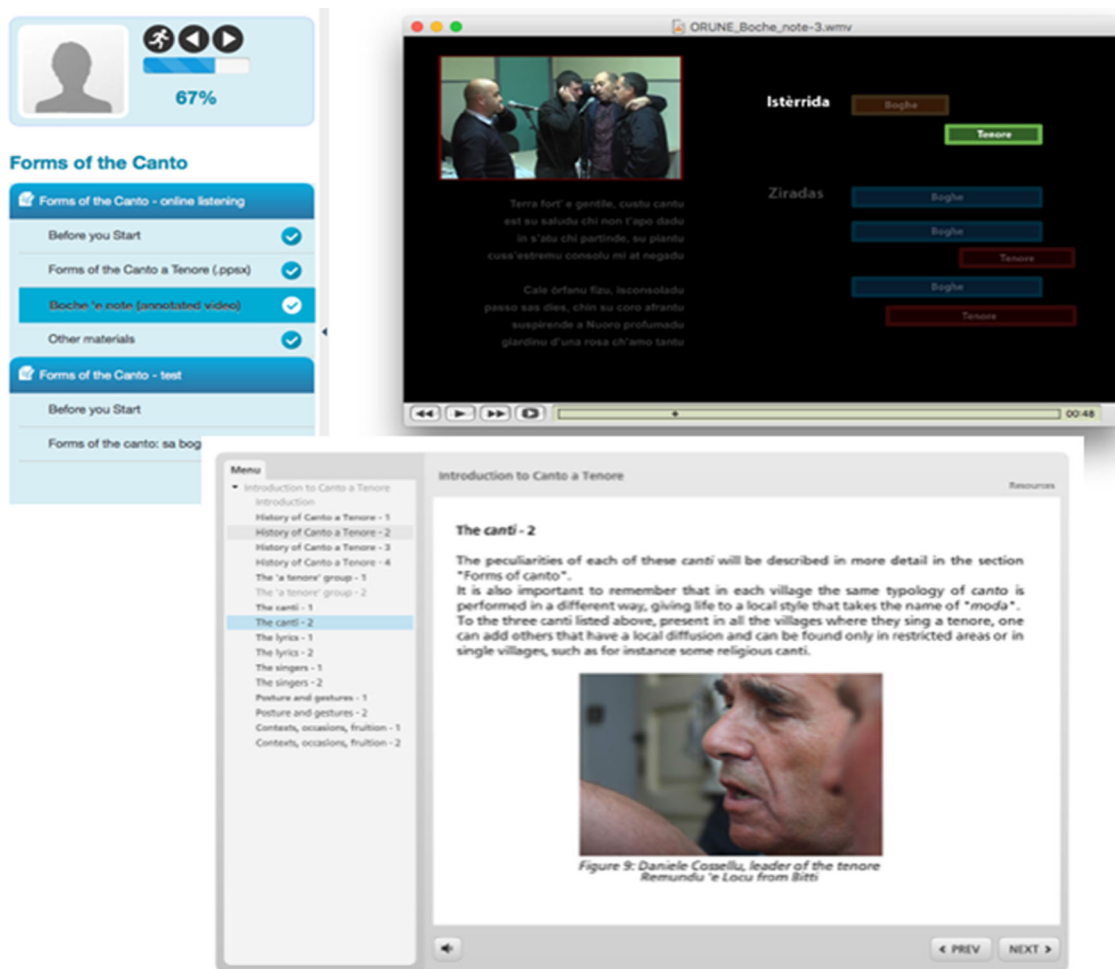 67%
Forms of the Canto
Forms of the Canto - online listening
Before you Start
Forms of the Canto a Tenore (.ppsx)
Boche 'e note (annotated video)
Other materials
Forms of the Canto - test
Before you Start
Forms of the canto: sa bog
ORUNE_Boche_note-3.wmv
Istèrrida
Boghe
Tenore
Terra fort' e gentile, custu cantu
est su saludu chi non t'apo dadu
in s'atu chi partinde, su plantu
cuss'estremu consolu mi at negadu
Cale òrfanu fizu, isconsoladu
passo sas dies, chin su coro afrantu
suspirende a Nuoro profumadu
giardinu d'una rosa ch'amo tantu
Ziradas
Boghe
Boghe
Tenore
Boghe
Tenore
00:48
Menu
Introduction to Canto a Tenore
Introduction
History of Canto a Tenore - 1
History of Canto a Tenore - 2
History of Canto a Tenore - 3
History of Canto a Tenore - 4
The 'a tenore' group - 1
The 'a tenore' group - 2
The canti - 1
The canti - 2
The lyrics - 1
The lyrics - 2
The singers - 1
The singers - 2
Posture and gestures - 1
Posture and gestures - 2
Contexts, occasions, fruition - 1
Contexts, occasions, fruition - 2
Introduction to Canto a Tenore
Resources
The canti - 2
The peculiarities of each of these canti will be described in more detail in the section
"Forms of canto".
It is also important to remember that in each village the same typology of canto is
performed in a different way, giving life to a local style that takes the name of "moda".
To the three canti listed above, present in all the villages where they sing a tenore, one
can add others that have a local diffusion and can be found only in restricted areas or in
single villages, such as for instance some religious canti.
Figure 9: Daniele Cossellu, leader of the tenore
Remundu 'e Locu from Bitti
< PREV
NEXT >